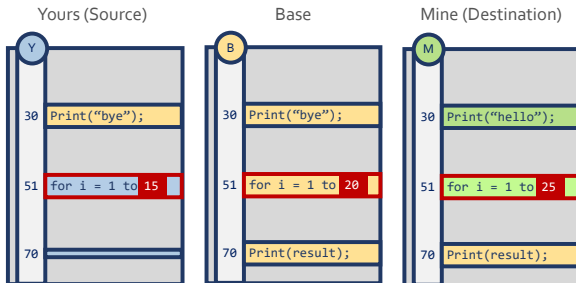 Yours (Source)
Base
Mine (Destination)
Y
B
M
30 Print(“bye”);
30 Print(“bye”);
30 Print(“hello”);
51 for i = 1 to 15
51 for i = 1 to 20
51 for i = 1 to 25
70
70 Print(result);
70 Print(result);